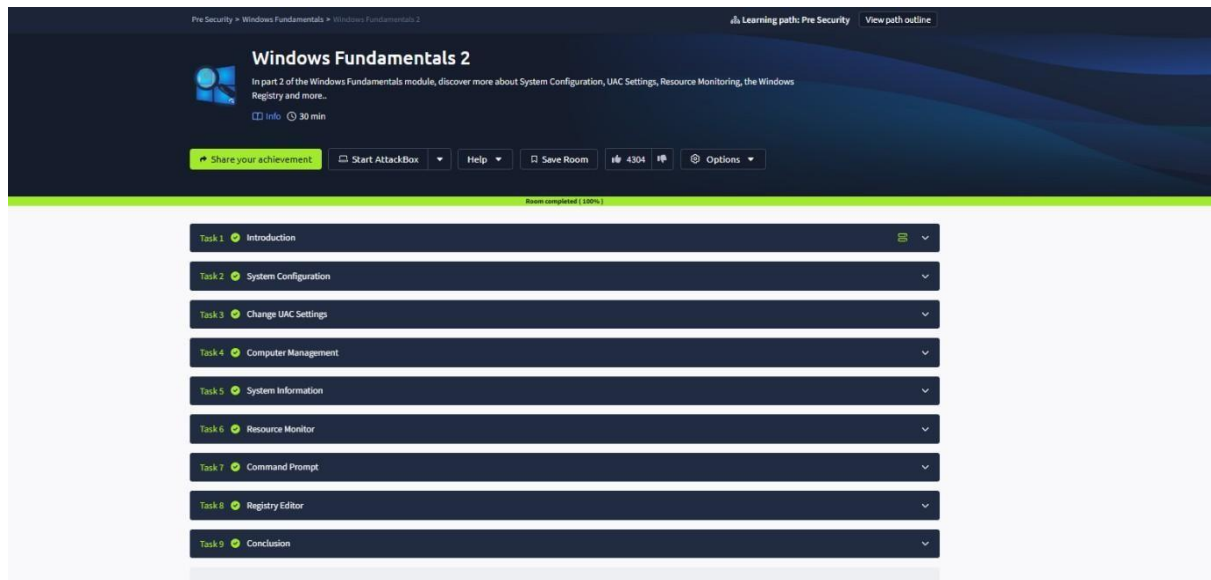 Pre Security > Windows Fundamentals > Windows Fundamentals 2
Learning path: Pre Security View path outline
Windows Fundamentals 2
In part 2 of the Windows Fundamentals module, discover more about System Configuration, UAC Settings, Resource Monitoring, the Windows
Registry and more..
Info 30 min
Share your achievement Start AttackBox Help Save Room 4304 Options
Room completed ( 100% )
Task 1 Introduction
Task 2 System Configuration
Task 3 Change UAC Settings
Task 4 Computer Management
Task 5 System Information
Task 6 Resource Monitor
Task 7 Command Prompt
Task 8 Registry Editor
Task 9 Conclusion